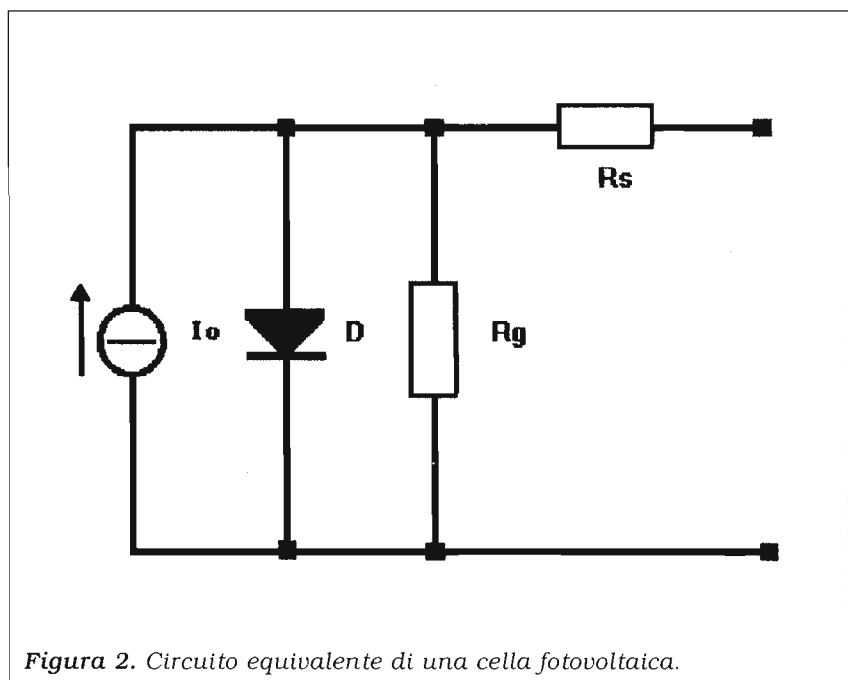 Rs
Io
D
Rg
Figura 2. Circuito equivalente di una cella fotovoltaica.